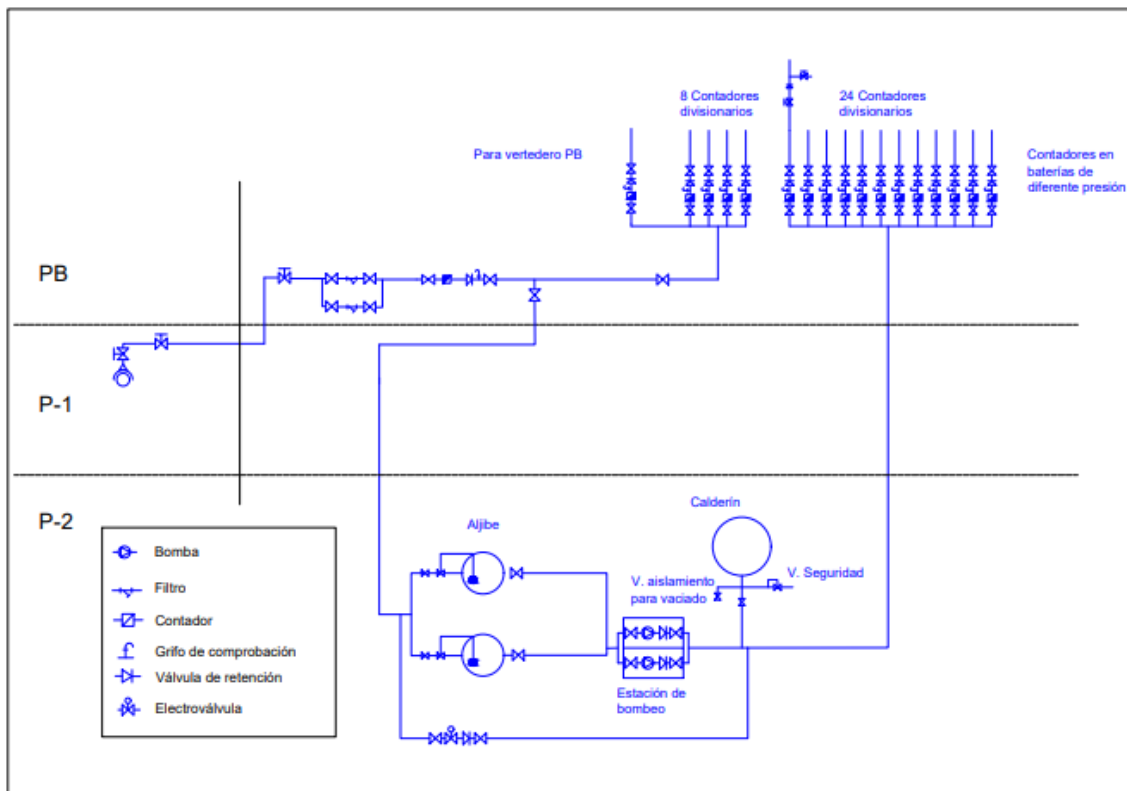 8 Contadores
divisionarios
24 Contadores
divisionarios
Para vertedero PB
Contadores en
baterías de
diferente presión
PB
P-1
P-2
Aljibe
Calderín
V. aislamiento
para vaciado
V. Seguridad
Estación de
bombeo
Bomba
Filtro
Contador
Grifo de comprobación
Válvula de retención
Electroválvula